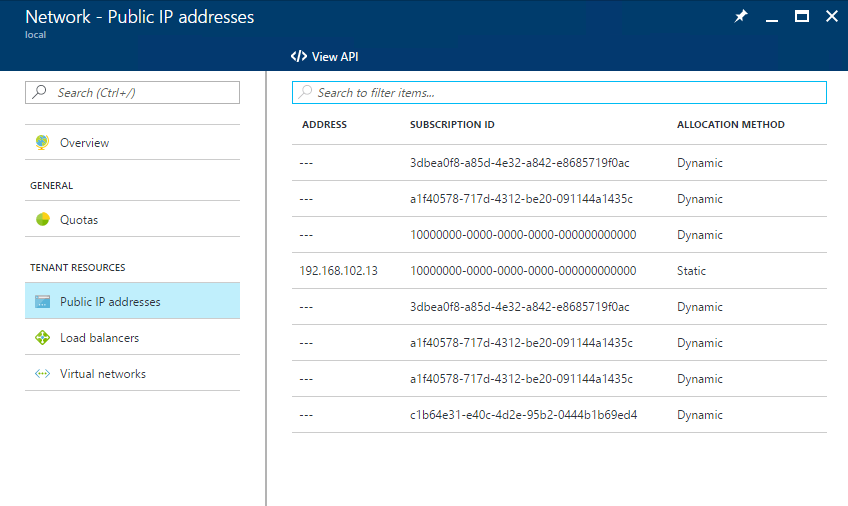 Network - Public IP addresses
local
View API
Search (Ctrl+/)
Overview
GENERAL
Quotas
TENANT RESOURCES
Public IP addresses
Load balancers
Virtual networks
Search to filter items...
ADDRESS SUBSCRIPTION ID ALLOCATION METHOD
--- 3dbea0f8-a85d-4e32-a842-e8685719f0ac Dynamic
--- a1f40578-717d-4312-be20-091144a1435c Dynamic
--- 10000000-0000-0000-0000-000000000000 Dynamic
192.168.102.13 10000000-0000-0000-0000-000000000000 Static
--- 3dbea0f8-a85d-4e32-a842-e8685719f0ac Dynamic
--- a1f40578-717d-4312-be20-091144a1435c Dynamic
--- a1f40578-717d-4312-be20-091144a1435c Dynamic
--- c1b64e31-e40c-4d2e-95b2-0444b1b69ed4 Dynamic